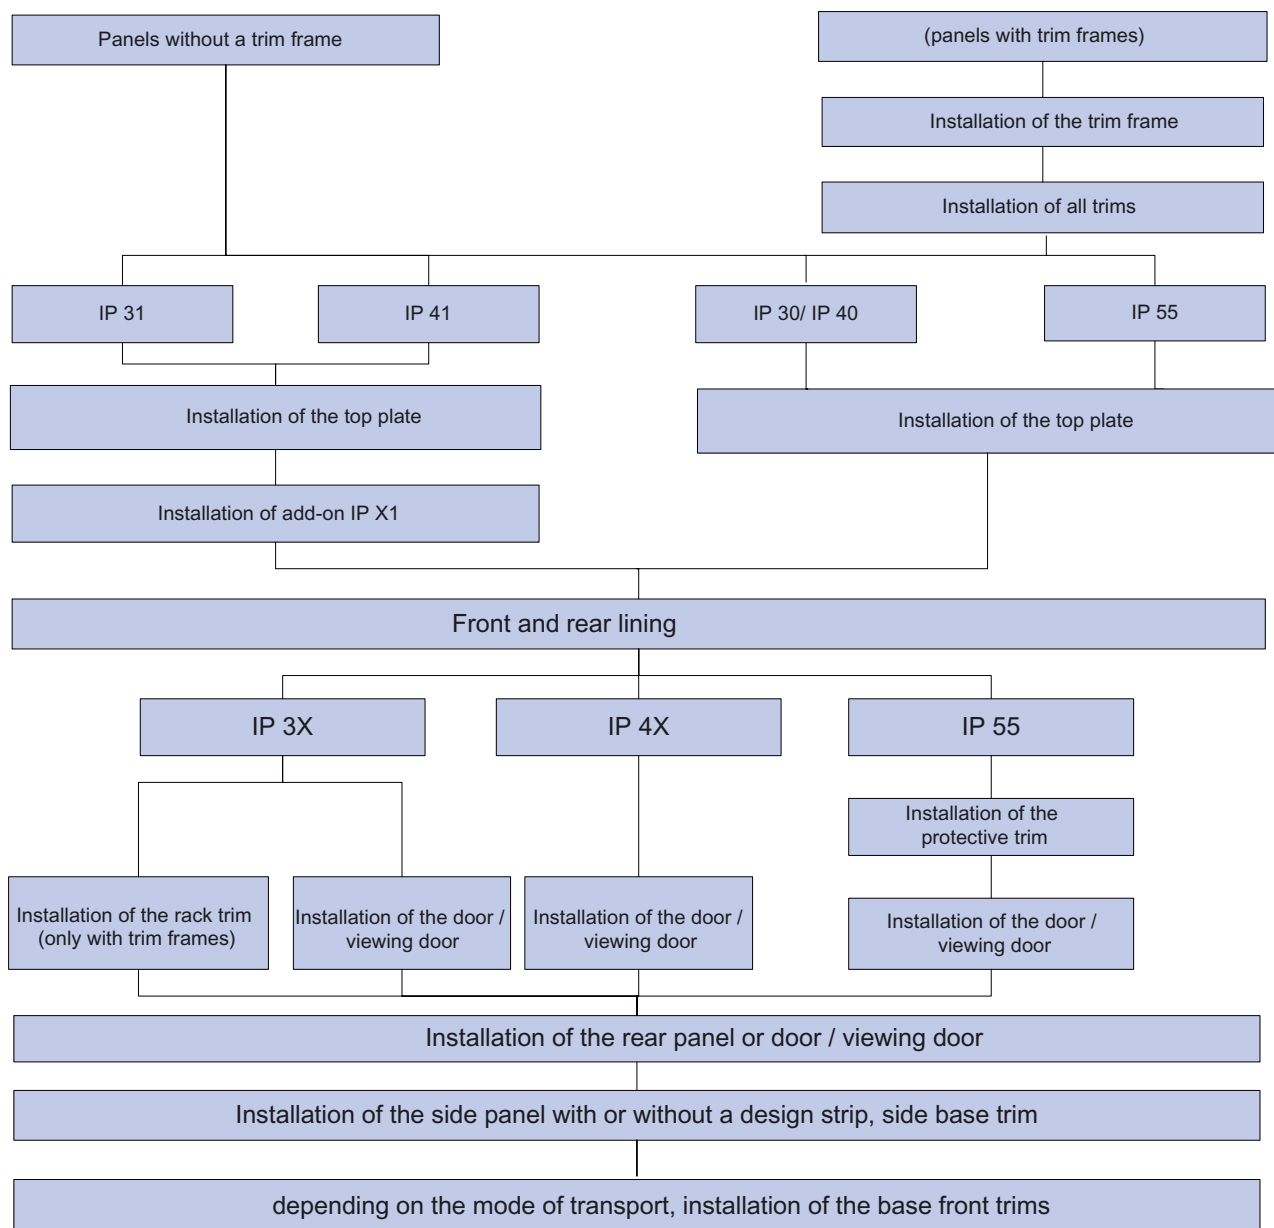 Panels without a trim frame
(panels with trim frames)
Installation of the trim frame
Installation of all trims
IP 31
IP 41
IP 30/ IP 40
IP 55
Installation of the top plate
Installation of the top plate
Installation of add-on IP X1
Front and rear lining
IP 3X
IP 4X
IP 55
Installation of the
protective trim
Installation of the rack trim
(only with trim frames)
Installation of the door /
viewing door
Installation of the door /
viewing door
Installation of the door /
viewing door
Installation of the rear panel or door / viewing door
Installation of the side panel with or without a design strip, side base trim
depending on the mode of transport, installation of the base front trims